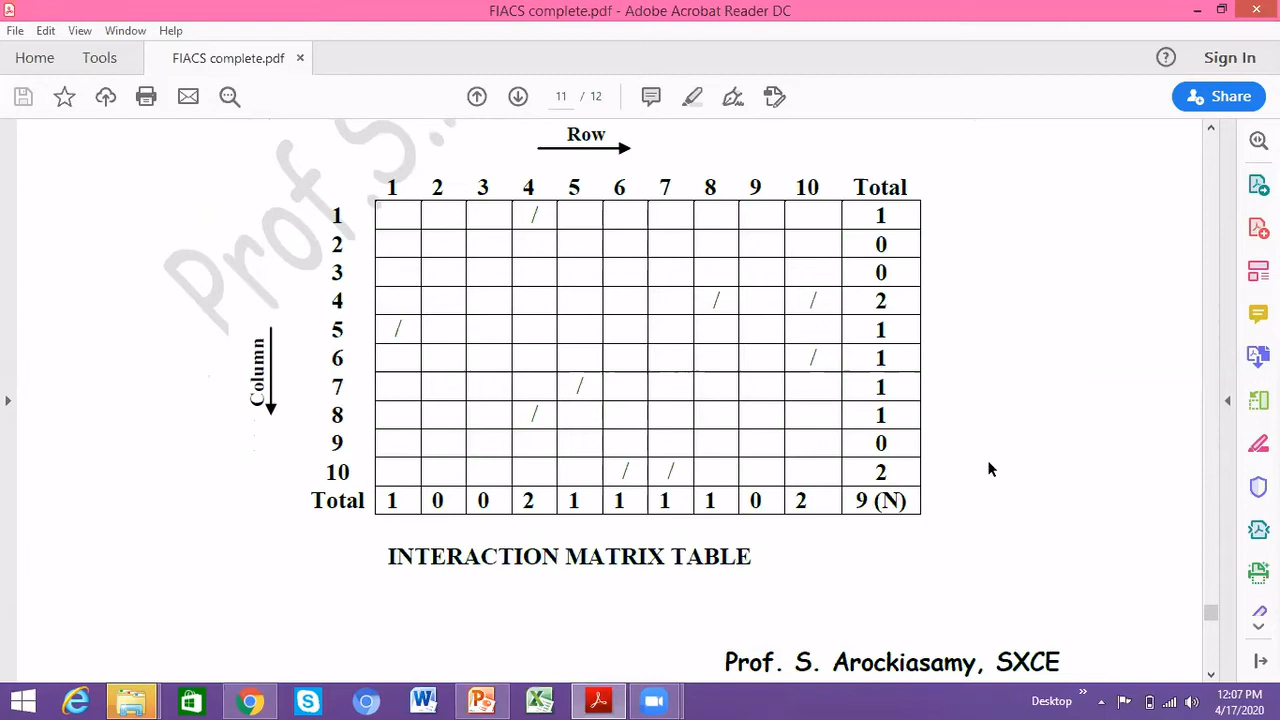 FIACS complete.pdf - Adobe Acrobat Reader DC
File Edit View Window Help
Home Tools FIACS complete.pdf × Sign In
11 / 12 Share
Prof S.
Row
1 2 3 4 5 6 7 8 9 10 Total
1 / 1
2 0
3 0
4 / / 2
5 / 1
6 / 1
7 / 1
8 / 1
9 0
10 / / 2
Total 1 0 0 2 1 1 1 1 0 2 9 (N)
Column
INTERACTION MATRIX TABLE
Prof. S. Arockiasamy, SXCE
Desktop 12:07 PM
4/17/2020